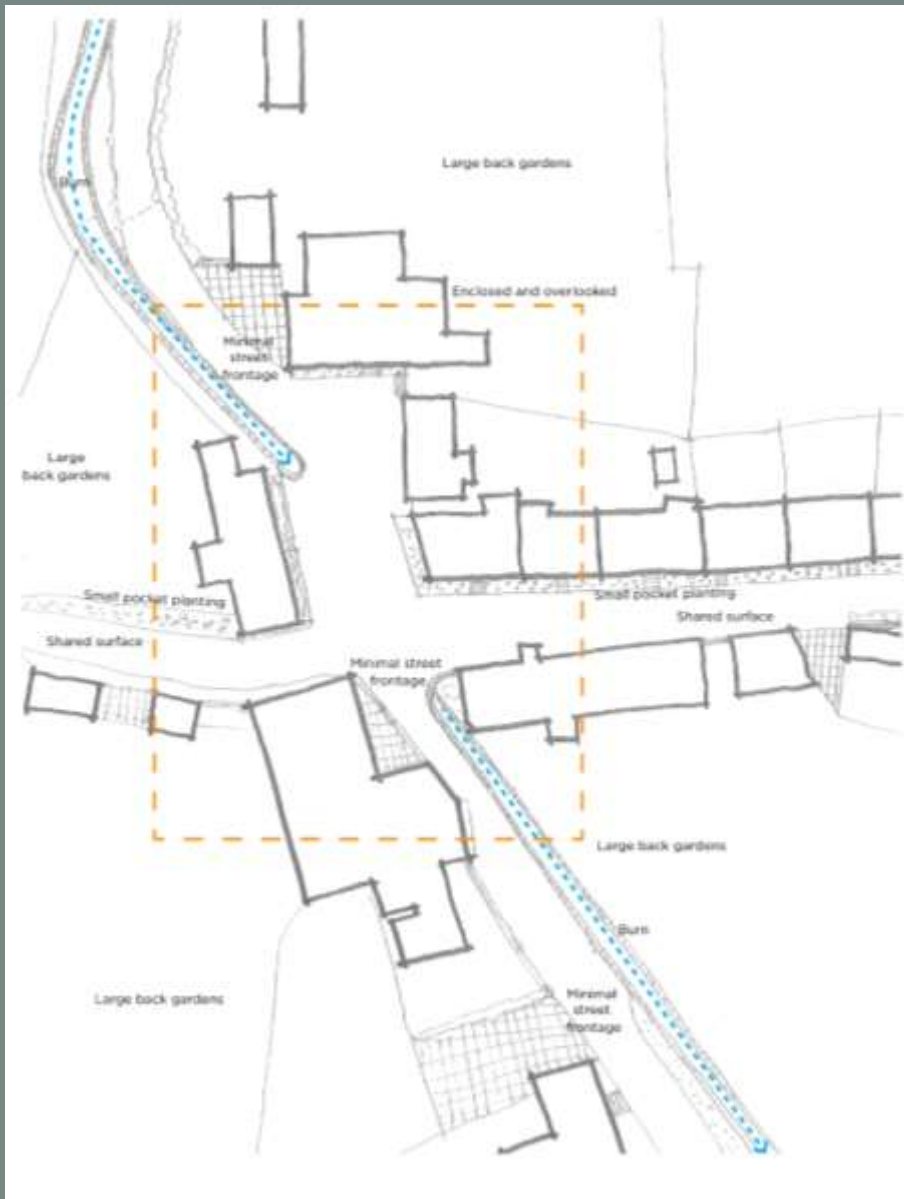 Large back gardens
Burn
Enclosed and overlooked
Minimal
street
frontage
Large
back gardens
Small pocket planting
Small pocket planting
Shared surface
Shared surface
Minimal street
frontage
Large back gardens
Burn
Large back gardens
Minimal
street
frontage